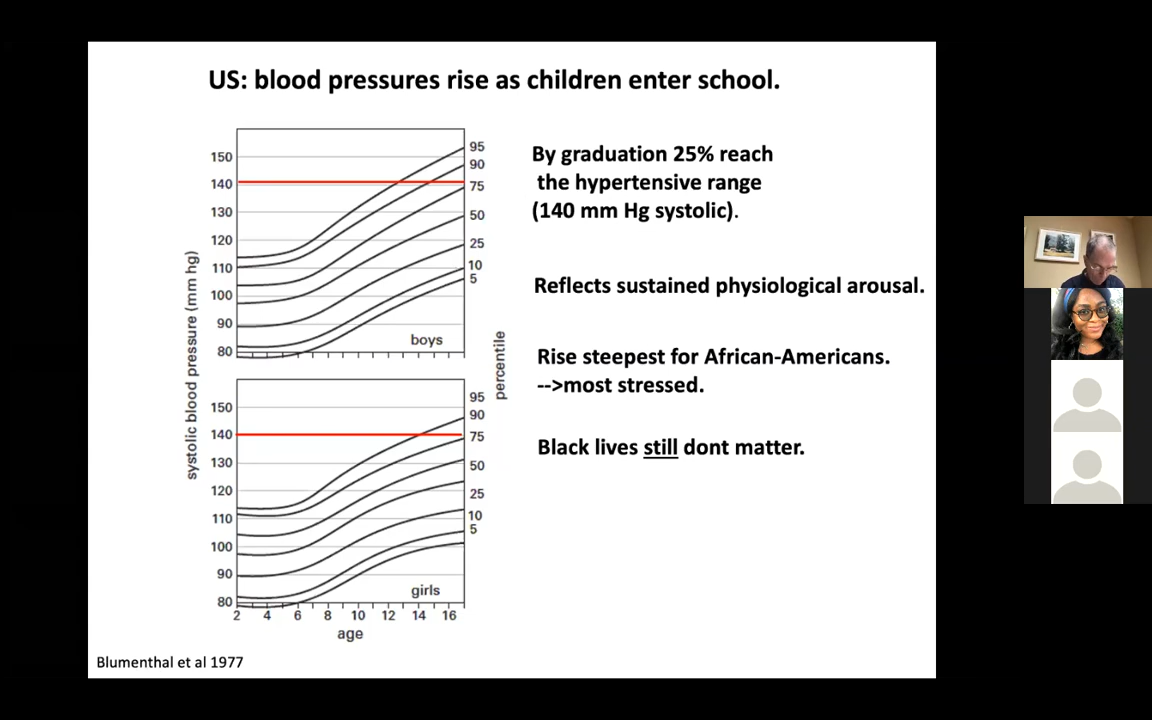 US: blood pressures rise as children enter school.
150
140
130
120
110
100
90
80
95
90
75
50
25
10
5
boys
systolic blood pressure (mm hg)
percentile
150
140
130
120
110
100
90
80
95
90
75
50
25
10
5
girls
2 4 6 8 10 12 14 16
age
By graduation 25% reach
the hypertensive range
(140 mm Hg systolic).
Reflects sustained physiological arousal.
Rise steepest for African-Americans.
-->most stressed.
Black lives still dont matter.
Blumenthal et al 1977